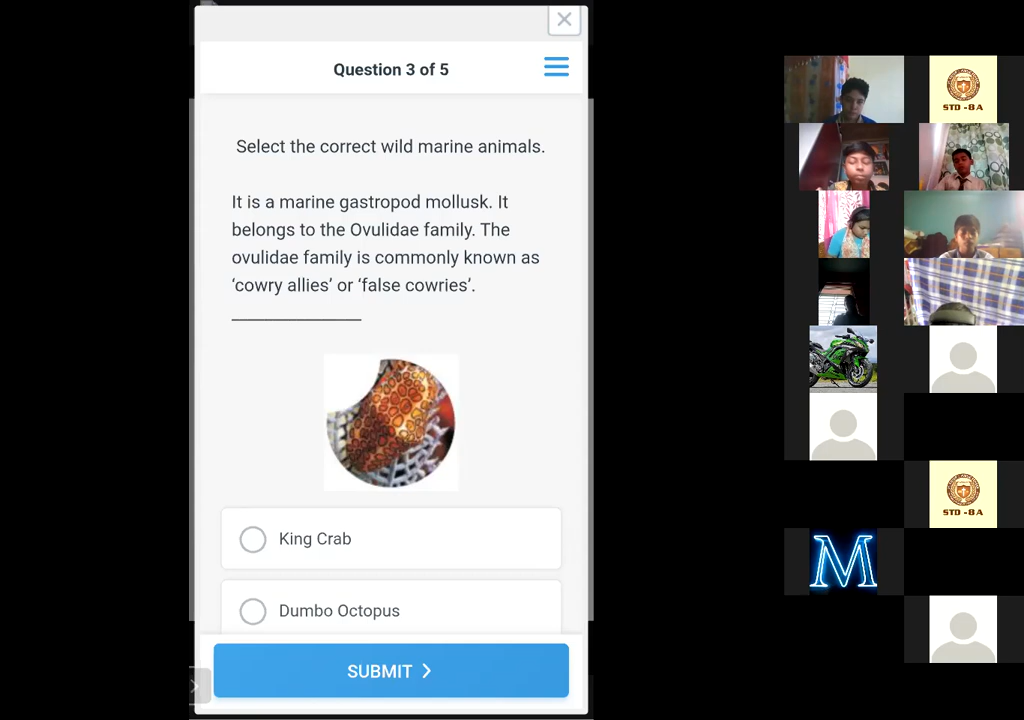 Question 3 of 5
Select the correct wild marine animals.
It is a marine gastropod mollusk. It
belongs to the Ovulidae family. The
ovulidae family is commonly known as
‘cowry allies’ or ‘false cowries’.
King Crab
Dumbo Octopus
SUBMIT
STD -8A
STD -8A
M